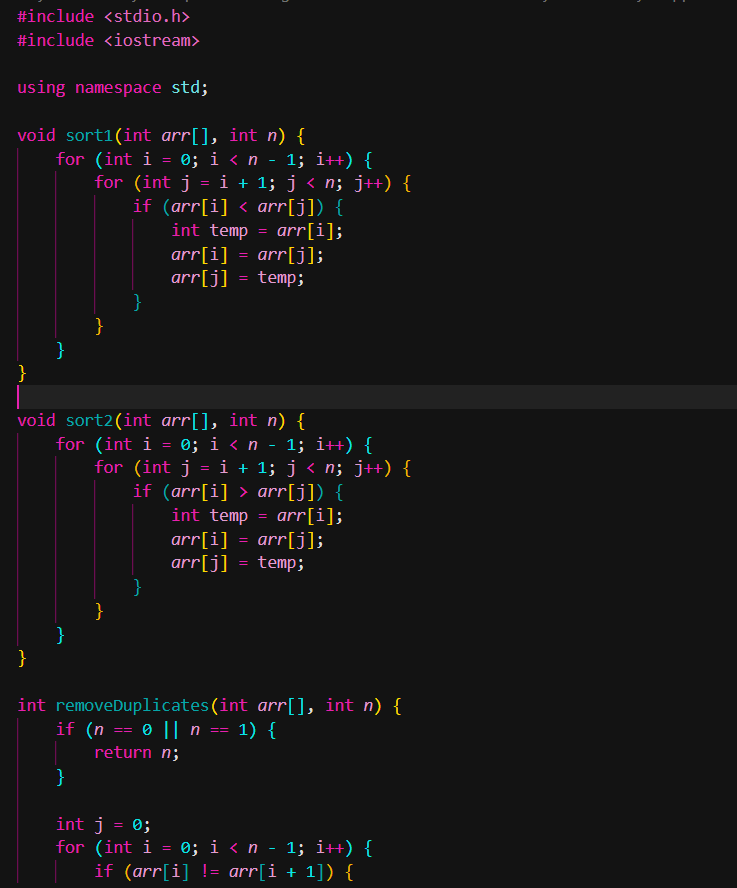 #include <stdio.h>
#include <iostream>

using namespace std;

void sort1(int arr[], int n) {
    for (int i = 0; i < n - 1; i++) {
        for (int j = i + 1; j < n; j++) {
            if (arr[i] < arr[j]) {
                int temp = arr[i];
                arr[i] = arr[j];
                arr[j] = temp;
            }
        }
    }
}

void sort2(int arr[], int n) {
    for (int i = 0; i < n - 1; i++) {
        for (int j = i + 1; j < n; j++) {
            if (arr[i] > arr[j]) {
                int temp = arr[i];
                arr[i] = arr[j];
                arr[j] = temp;
            }
        }
    }
}

int removeDuplicates(int arr[], int n) {
    if (n == 0 || n == 1) {
        return n;
    }

    int j = 0;
    for (int i = 0; i < n - 1; i++) {
        if (arr[i] != arr[i + 1]) {